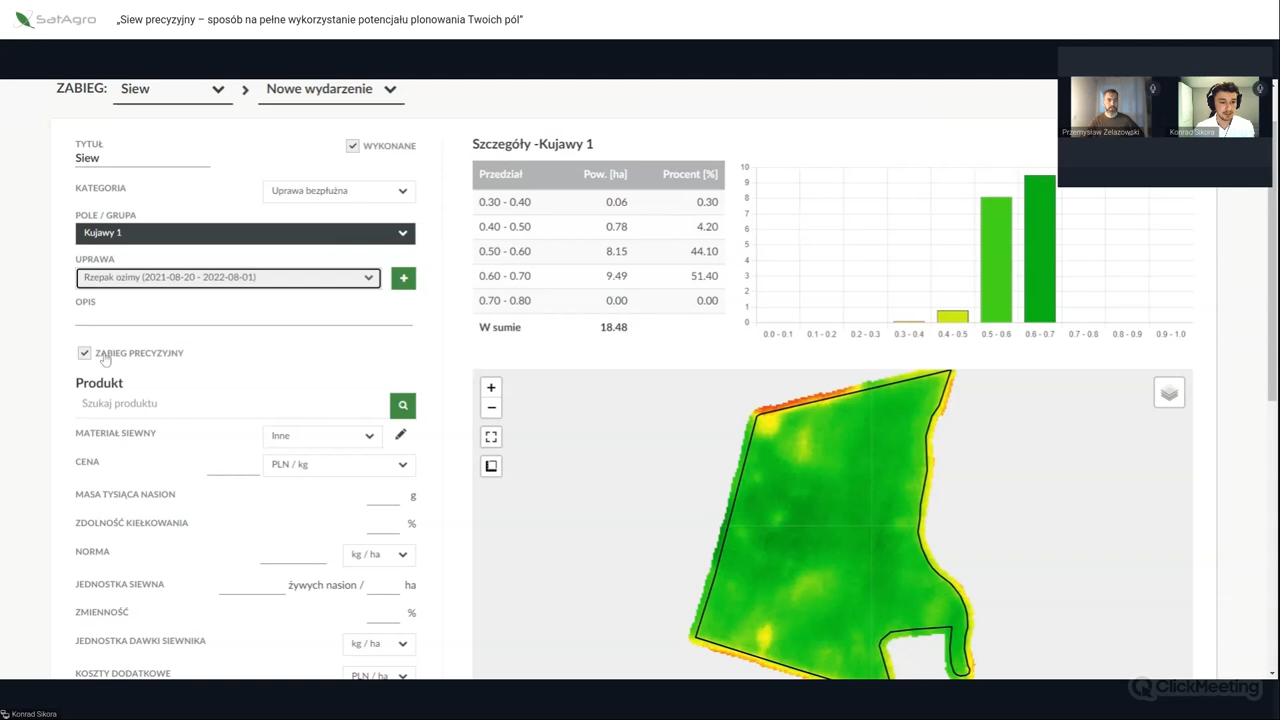 SatAgro
„Siew precyzyjny – sposób na pełne wykorzystanie potencjału plonowania Twoich pól”
ZABIEG: Siew > Nowe wydarzenie
Przemysław Żelazowski
Konrad Sikora
TYTUŁ
Siew
WYKONANE
KATEGORIA
Uprawa bezpłużna
POLE / GRUPA
Kujawy 1
UPRAWA
Rzepak ozimy (2021-08-20 - 2022-08-01)
+
OPIS
ZABIEG PRECYZYJNY
Produkt
Szukaj produktu
MATERIAŁ SIEWNY Inne
CENA PLN / kg
MASA TYSIĄCA NASION g
ZDOLNOŚĆ KIEŁKOWANIA %
NORMA kg / ha
JEDNOSTKA SIEWNA żywych nasion / ha
ZMIENNOŚĆ %
JEDNOSTKA DAWKI SIEWNIKA kg / ha
KOSZTY DODATKOWE PLN / ha
Szczegóły -Kujawy 1
Przedział Pow. [ha] Procent [%]
0.30 - 0.40 0.06 0.30
0.40 - 0.50 0.78 4.20
0.50 - 0.60 8.15 44.10
0.60 - 0.70 9.49 51.40
0.70 - 0.80 0.00 0.00
W sumie 18.48
10
9
8
7
6
5
4
3
2
1
0
0.0 - 0.1 0.1 - 0.2 0.2 - 0.3 0.3 - 0.4 0.4 - 0.5 0.5 - 0.6 0.6 - 0.7 0.7 - 0.8 0.8 - 0.9 0.9 - 1.0
+
−
ClickMeeting
Konrad Sikora